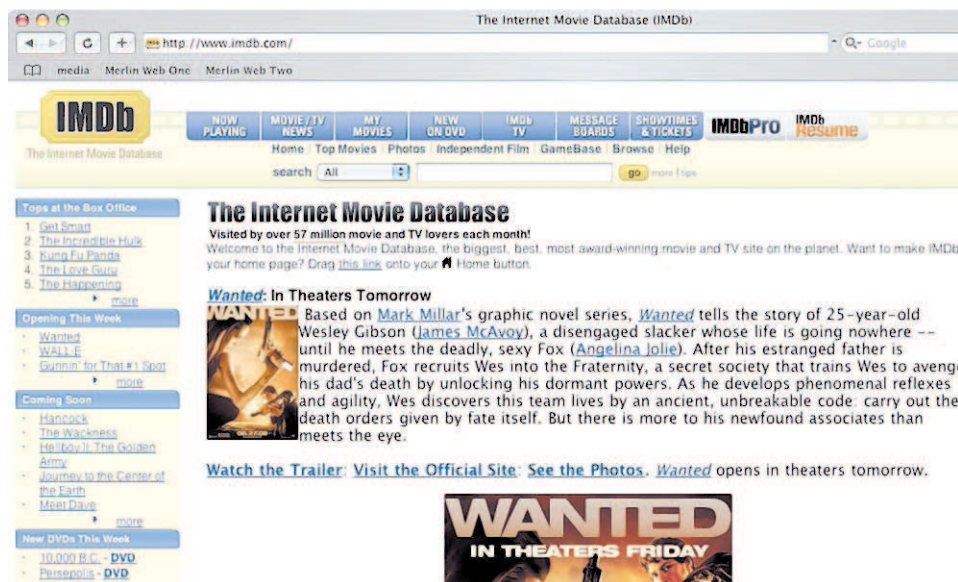 The Internet Movie Database (IMDb)
http://www.imdb.com/
Google
media Merlin Web One Merlin Web Two
IMDb
The Internet Movie Database
NOW PLAYING
MOVIE/TV NEWS
MY MOVIES
NEW ON DVD
IMDb TV
MESSAGE BOARDS
SHOWTIMES & TICKETS
IMDbPro
IMDb Resume
Home Top Movies Photos Independent Film GameBase Browse Help
search All go more | tips
Tops at the Box Office
1. Get Smart
2. The Incredible Hulk
3. Kung Fu Panda
4. The Love Guru
5. The Happening
more
Opening This Week
Wanted
WALL·E
Gunnin' for That #1 Spot
more
Coming Soon
Hancock
The Wackness
Hellboy II: The Golden
Army
Journey to the Center of
the Earth
Meet Dave
more
New DVDs This Week
10,000 B.C. - DVD
Persepolis - DVD
The Internet Movie Database
Visited by over 57 million movie and TV lovers each month!
Welcome to the Internet Movie Database, the biggest, best, most award-winning movie and TV site on the planet. Want to make IMDb
your home page? Drag this link onto your Home button.
Wanted: In Theaters Tomorrow
WANTED
Based on Mark Millar's graphic novel series, Wanted tells the story of 25-year-old
Wesley Gibson (James McAvoy), a disengaged slacker whose life is going nowhere --
until he meets the deadly, sexy Fox (Angelina Jolie). After his estranged father is
murdered, Fox recruits Wes into the Fraternity, a secret society that trains Wes to avenge
his dad's death by unlocking his dormant powers. As he develops phenomenal reflexes
and agility, Wes discovers this team lives by an ancient, unbreakable code: carry out the
death orders given by fate itself. But there is more to his newfound associates than
meets the eye.
Watch the Trailer; Visit the Official Site; See the Photos. Wanted opens in theaters tomorrow.
WANTED
IN THEATERS FRIDAY